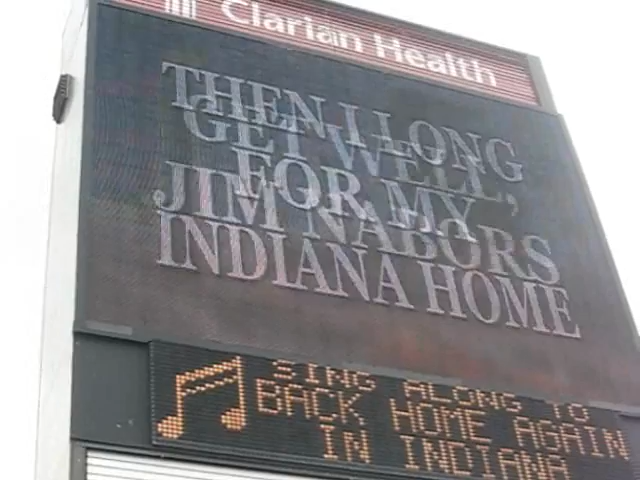 Clarian Health
THEN I LONG
GET WELL,
FOR MY
JIM NABORS
INDIANA HOME
SING ALONG TO
BACK HOME AGAIN
IN INDIANA